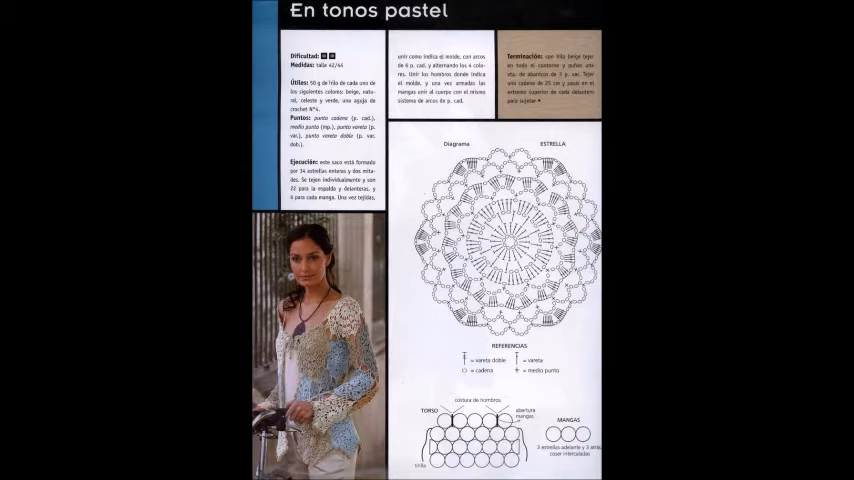 En tonos pastel
Dificultad:
Medidas: talle 42/44
Útiles: 50 g de hilo de cada uno de
los siguientes colores: beige, natu-
ral, celeste y verde, una aguja de
crochet N°4.
Puntos: punto cadena (p. cad.),
medio punto (mp.), punto vareta (p.
var.), punto vareta doble (p. var.
dob.).
Ejecución: este saco está formado
por 34 estrellas enteras y dos mita-
des. Se tejen individualmente y son
22 para la espalda y delanteras, y
6 para cada manga. Una vez tejidas,
unir como indica el molde, con arcos
de 6 p. cad. y alternando los 4 colo-
res. Unir los hombros donde indica
el molde, y una vez armadas las
mangas unir al cuerpo con el mismo
sistema de arcos de p. cad.
Terminación: con hilo beige tejer
en todo el contorno y puños una
vta. de abanicos de 3 p. var. Tejer
una cadena de 25 cm y pasar en el
extremo superior de cada delantero
para sujetar
Diagrama
ESTRELLA
REFERENCIAS
= vareta doble
= vareta
= cadena
+ = medio punto
costura de hombros
TORSO
abertura
mangas
MANGAS
3 estrellas adelante y 3 atrás,
coser intercaladas
orilla